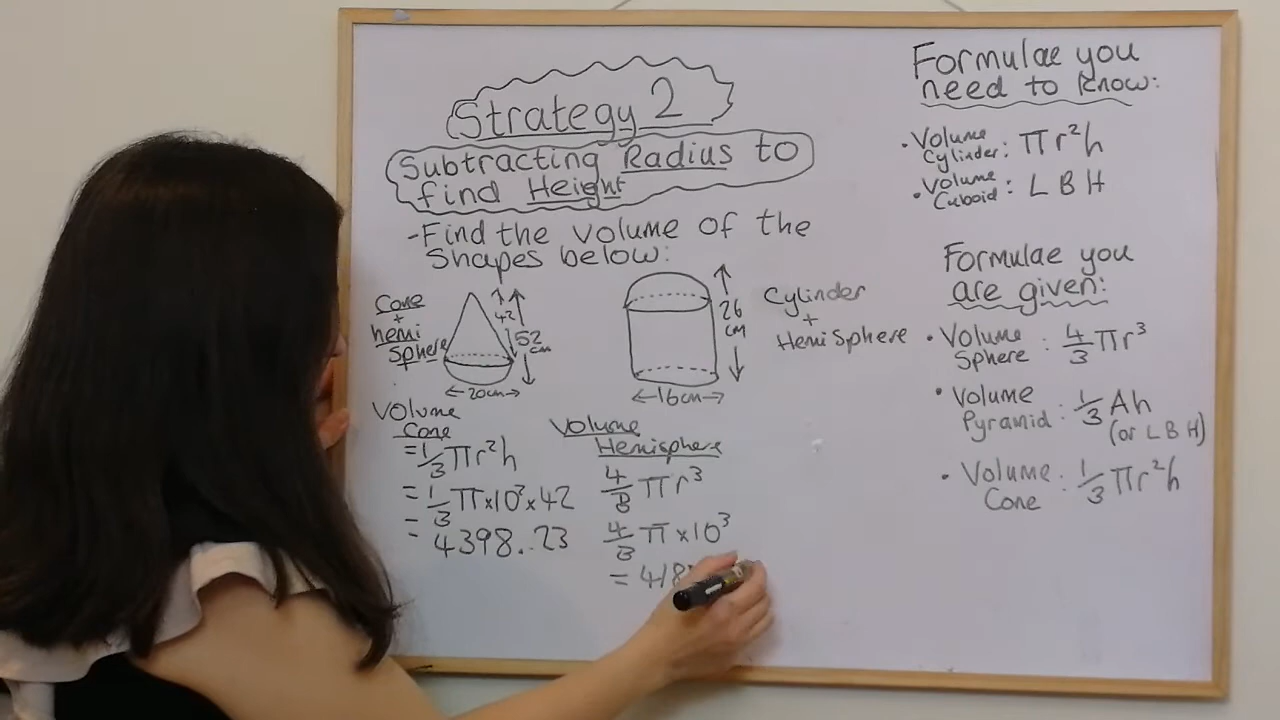 Strategy 2
Subtracting Radius to
find Height
-Find the volume of the
Shapes below:
Cone
+
hemi
sphere
42
52
cm
←20cm→
26
cm
←16cm→
Cylinder
+
Hemisphere
Volume
Cone
= 1/3 πr²h
= 1/3 π×10²×42
= 4398..23
Volume
Hemisphere
4/3 πr³
4/3 π×10³
= 418
Formulae you
need to know:
• Volume
Cylinder: πr²h
• Volume
Cuboid: L B H
Formulae you
are given:
• Volume
Sphere: 4/3 πr³
• Volume
Pyramid: 1/3 Ah
(or L B H)
• Volume
Cone: 1/3 πr²h